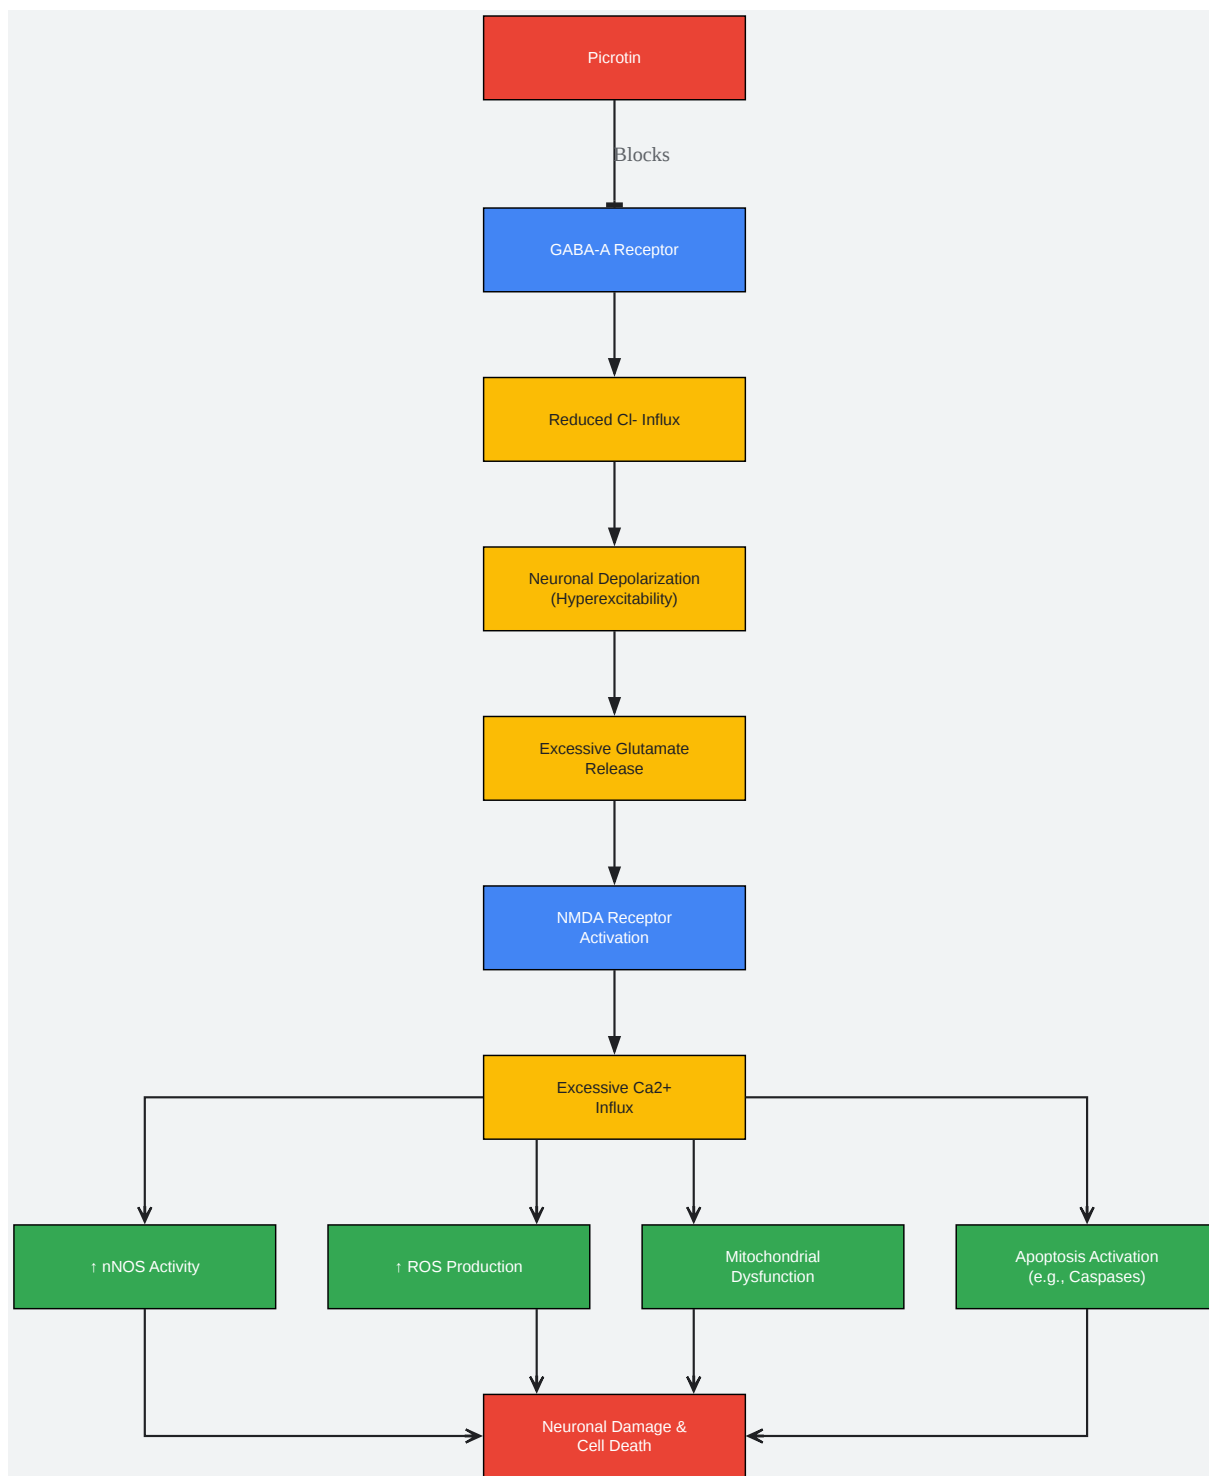 Picrotin
Blocks
GABA-A Receptor
Reduced Cl- Influx
Neuronal Depolarization
(Hyperexcitability)
Excessive Glutamate
Release
NMDA Receptor
Activation
Excessive Ca2+
Influx
↑ nNOS Activity
↑ ROS Production
Mitochondrial
Dysfunction
Apoptosis Activation
(e.g., Caspases)
Neuronal Damage &
Cell Death